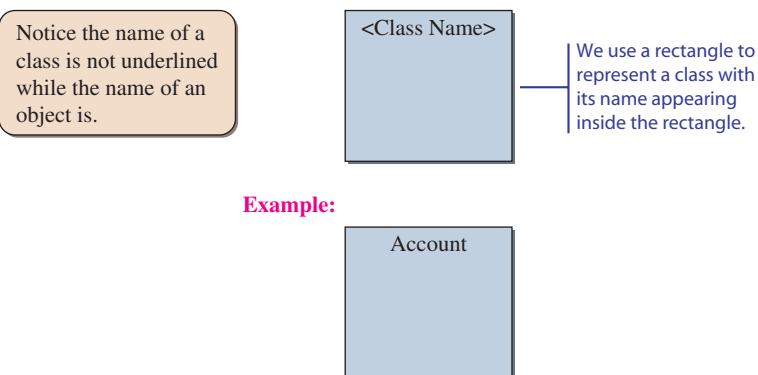 Notice the name of a
class is not underlined
while the name of an
object is.
<Class Name>
We use a rectangle to
represent a class with
its name appearing
inside the rectangle.
Example:
Account